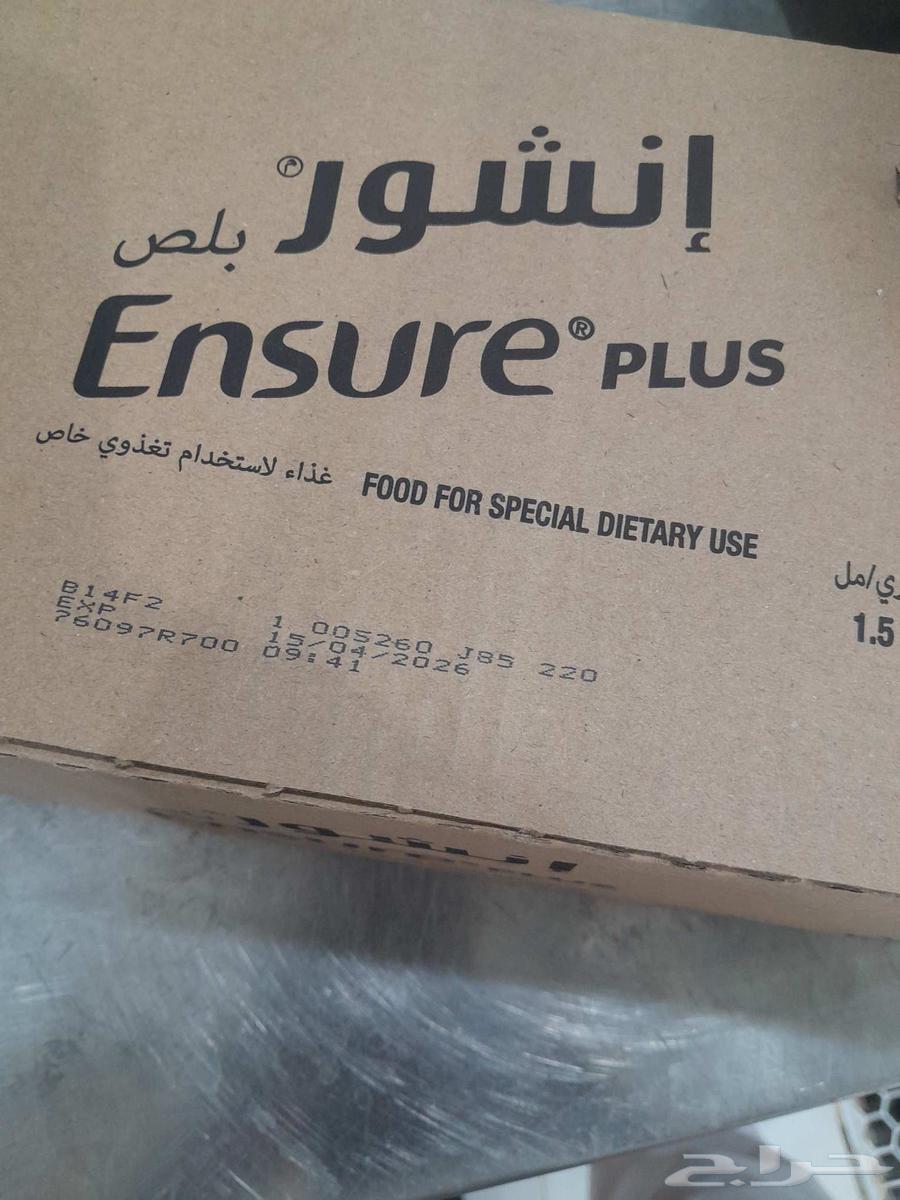 إنشور م
بلص
Ensure® PLUS
غذاء لاستخدام تغذوي خاص FOOD FOR SPECIAL DIETARY USE
ري/مل
1.5
B14F2 1 005260 J85 220
EXP 15/04/2026
76097R700 09:41
حراج